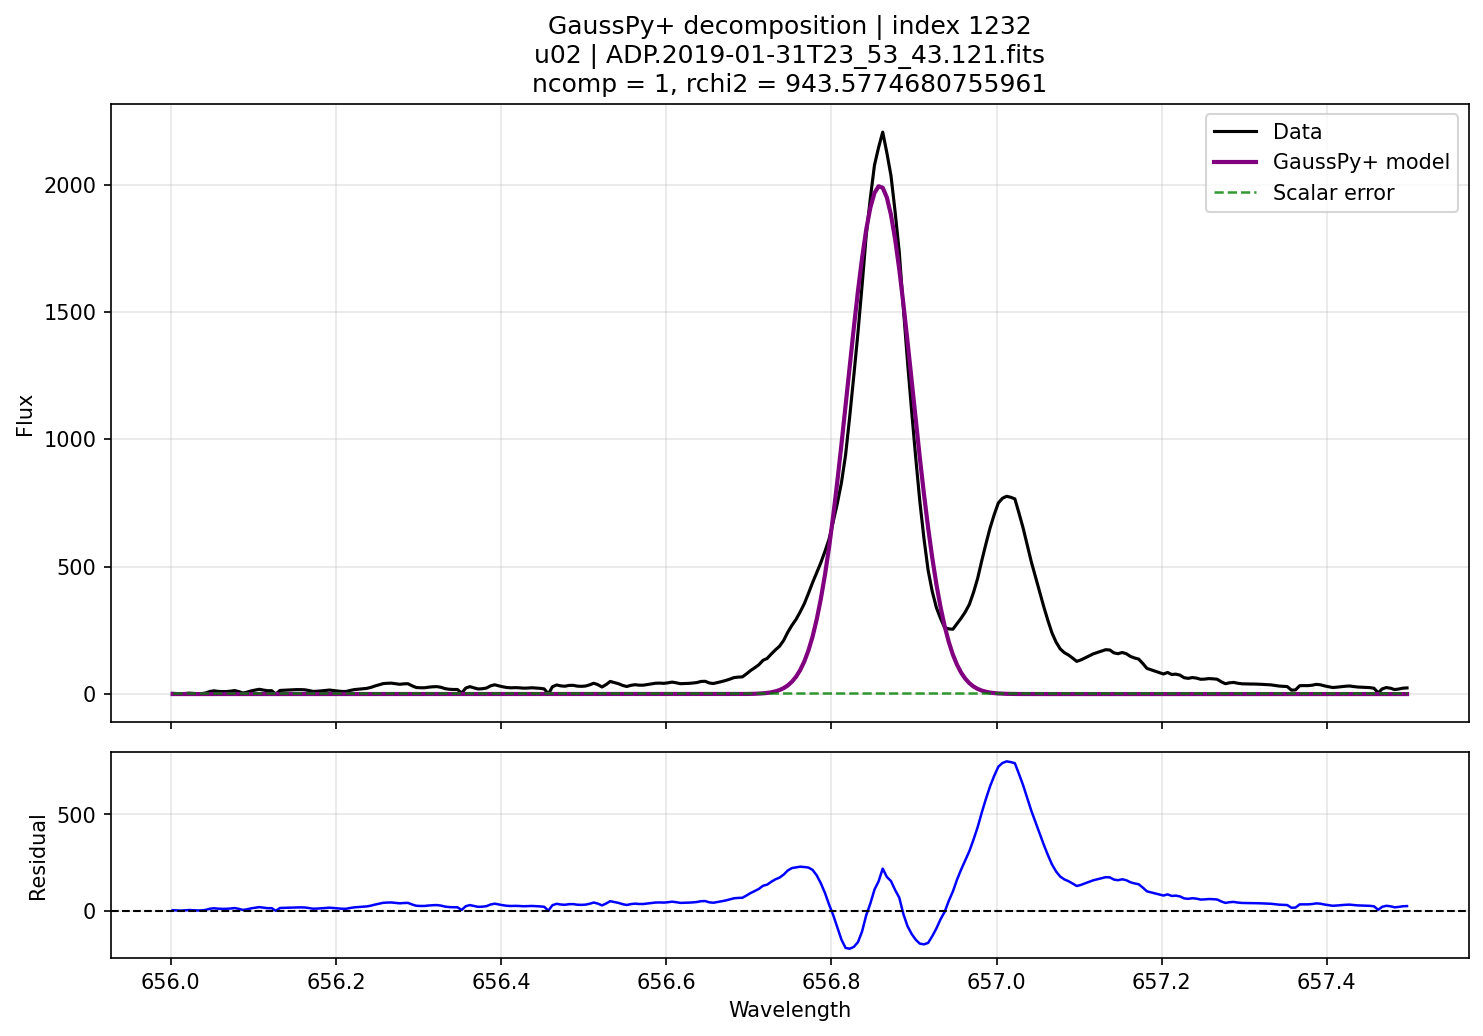 GaussPy+ decomposition | index 1232
u02 | ADP.2019-01-31T23_53_43.121.fits
ncomp = 1, rchi2 = 943.5774680755961
Data
GaussPy+ model
Scalar error
Flux
2000
1500
1000
500
0
Residual
500
0
656.0 656.2 656.4 656.6 656.8 657.0 657.2 657.4
Wavelength